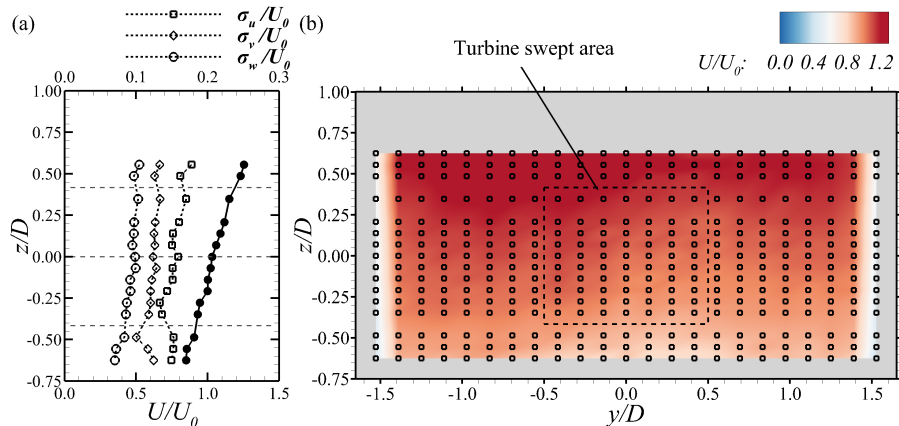 (a)
σu/U0
σv/U0
σw/U0
0.0 0.1 0.2 0.3
1.00
0.75
0.50
0.25
0.00
-0.25
-0.50
-0.75
z/D
0.0 0.5 1.0 1.5
U/U0
(b)
Turbine swept area
U/U0: 0.0 0.4 0.8 1.2
1.00
0.75
0.50
0.25
0.00
-0.25
-0.50
-0.75
z/D
-1.5 -1.0 -0.5 0.0 0.5 1.0 1.5
y/D